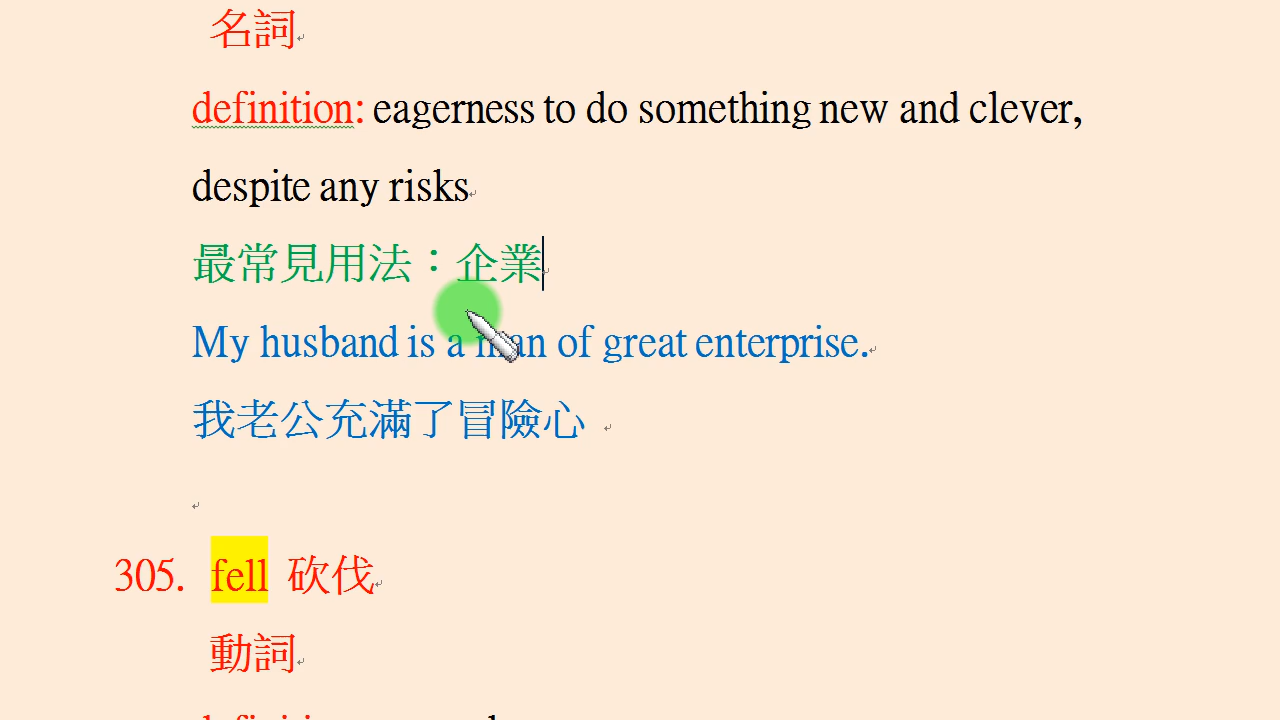 名詞
definition: eagerness to do something new and clever,
despite any risks
最常見用法：企業
My husband is a man of great enterprise.
我老公充滿了冒險心
305. fell 砍伐
動詞